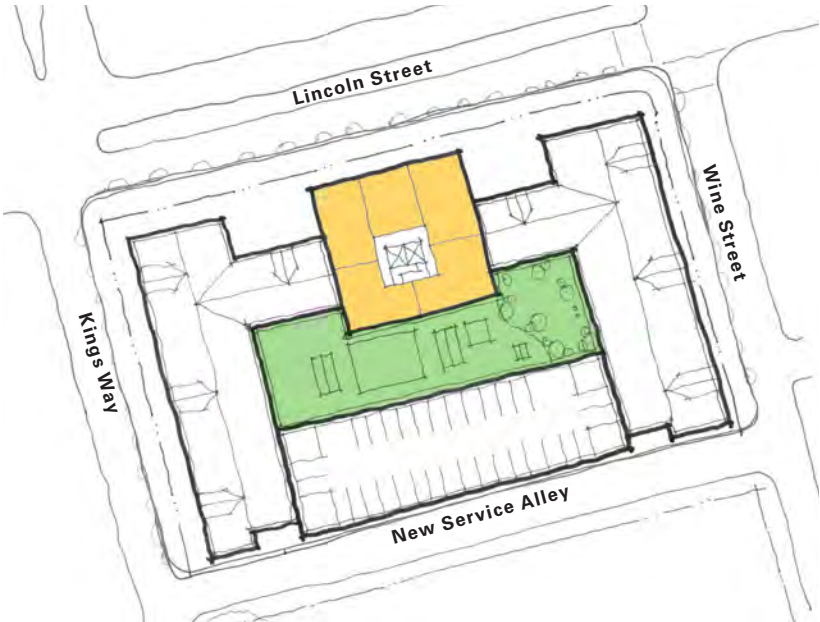 Lincoln Street
Wine Street
Kings Way
New Service Alley